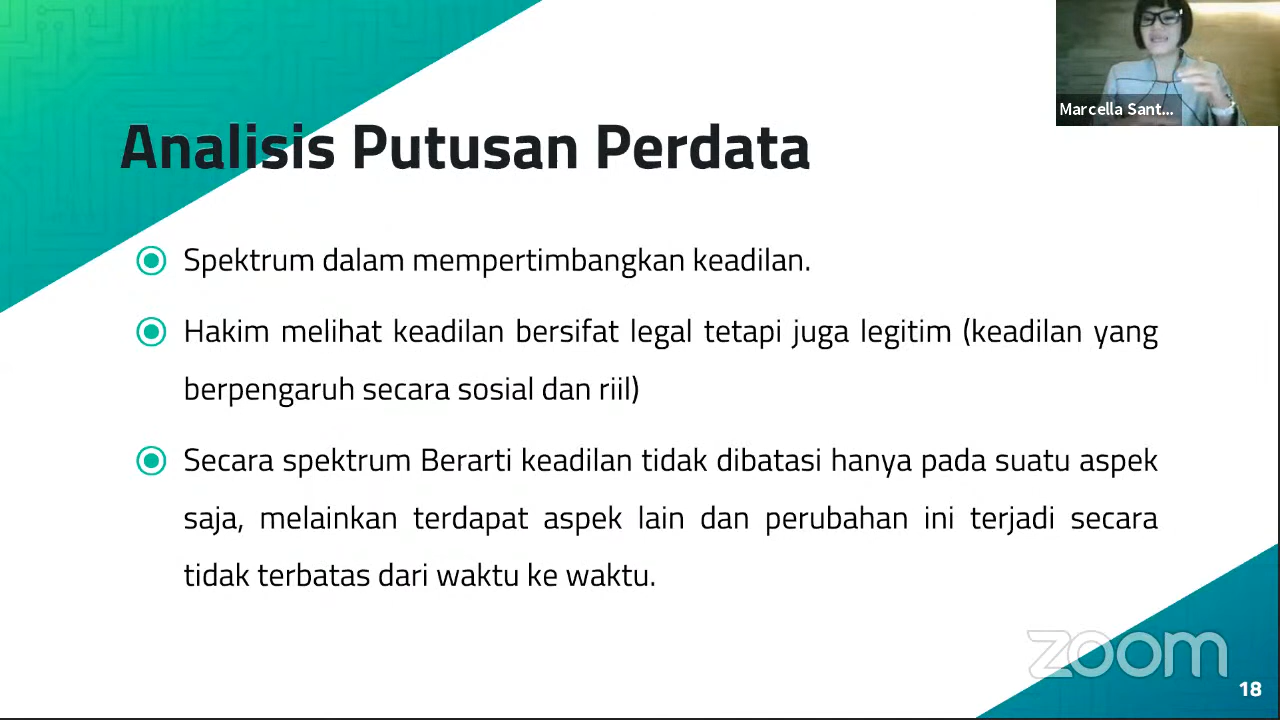 Marcella Sant...
Analisis Putusan Perdata
Spektrum dalam mempertimbangkan keadilan.
Hakim melihat keadilan bersifat legal tetapi juga legitim (keadilan yang
berpengaruh secara sosial dan riil)
Secara spektrum Berarti keadilan tidak dibatasi hanya pada suatu aspek
saja, melainkan terdapat aspek lain dan perubahan ini terjadi secara
tidak terbatas dari waktu ke waktu.
zoom
18